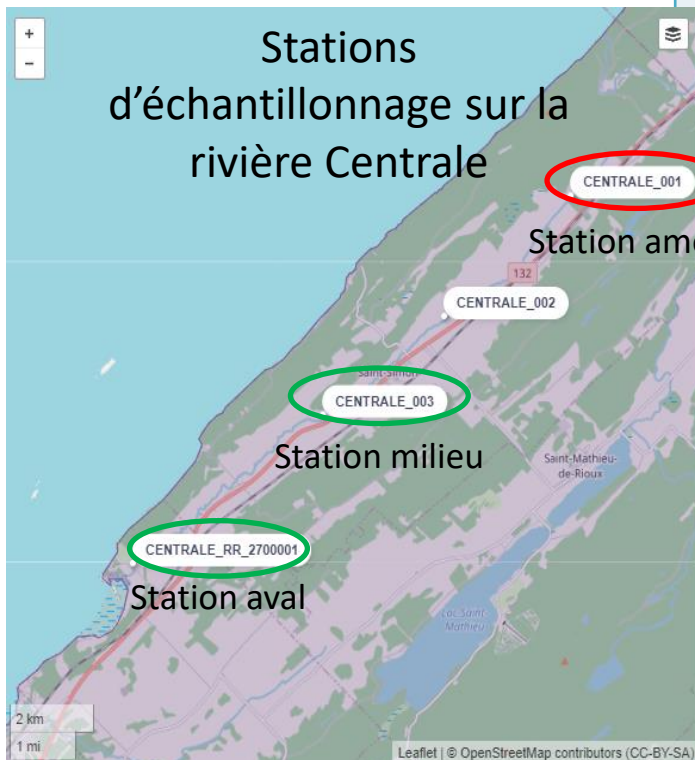 +
−
Stations
d'échantillonnage sur la
rivière Centrale
CENTRALE_001
Station
132
CENTRALE_002
Saint-Simon
CENTRALE_003
Station milieu
Saint-Mathieu-
de-Rioux
CENTRALE_RR_2700001
Station aval
Lac Saint-
Mathieu
2 km
1 mi
Leaflet | © OpenStreetMap contributors (CC-BY-SA)